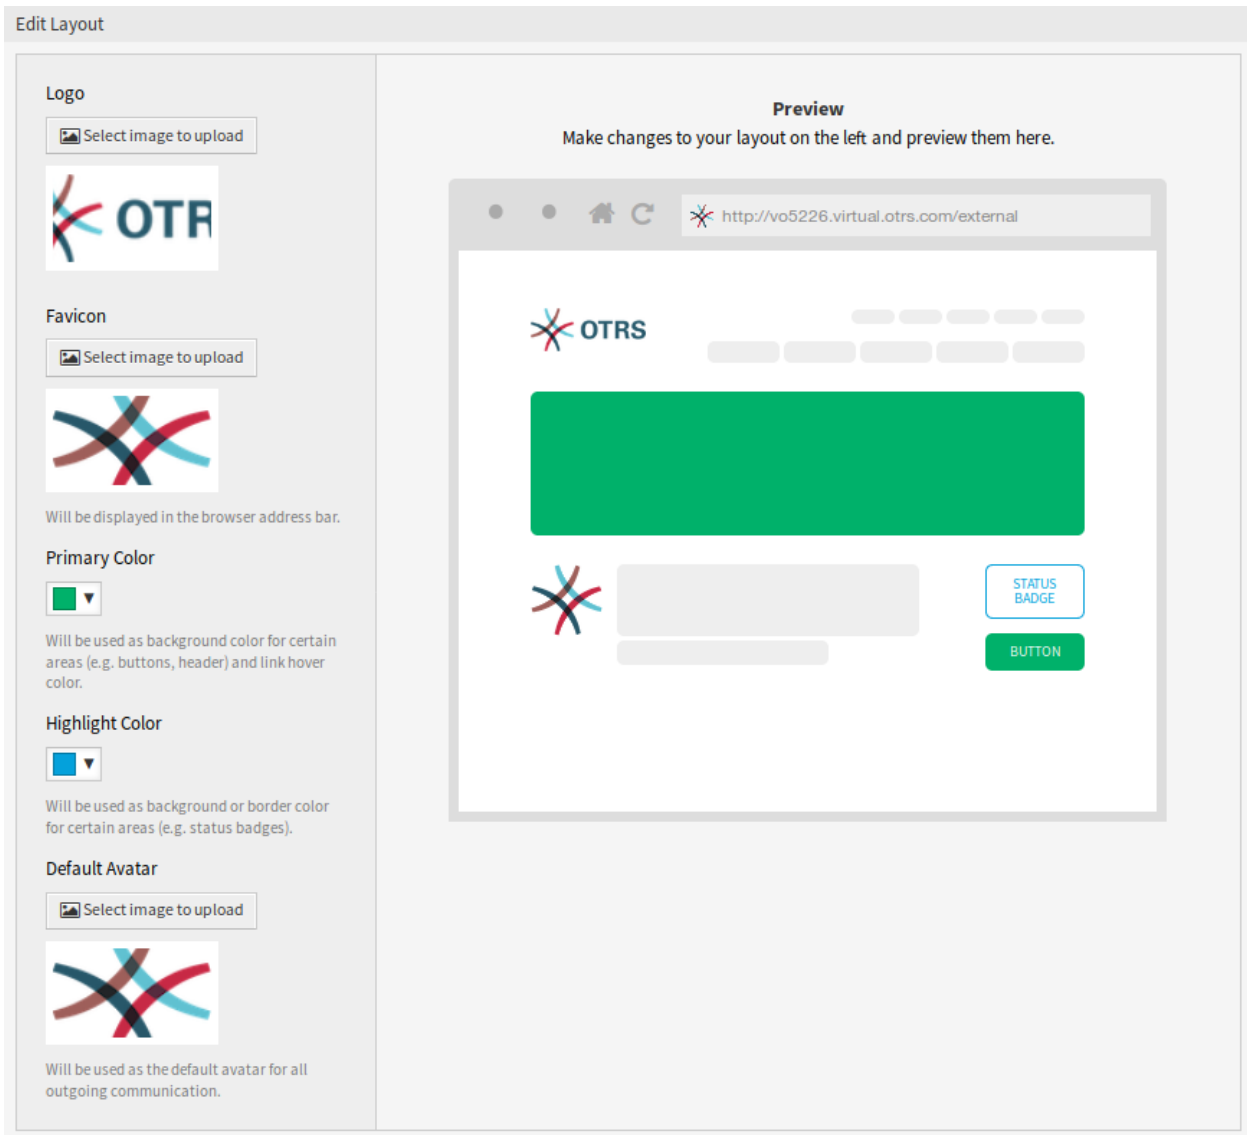 Edit Layout
Logo
Select image to upload
OTR
Favicon
Select image to upload
Will be displayed in the browser address bar.
Primary Color
Will be used as background color for certain
areas (e.g. buttons, header) and link hover
color.
Highlight Color
Will be used as background or border color
for certain areas (e.g. status badges).
Default Avatar
Select image to upload
Will be used as the default avatar for all
outgoing communication.
Preview
Make changes to your layout on the left and preview them here.
http://vo5226.virtual.otrs.com/external
OTRS
STATUS
BADGE
BUTTON